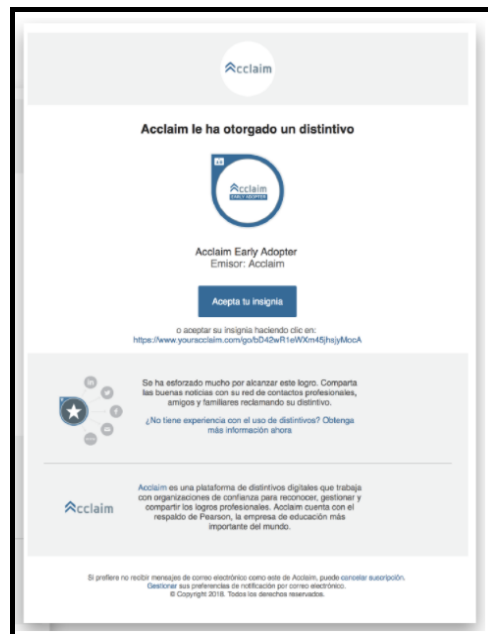 Acclaim
Acclaim le ha otorgado un distintivo
Acclaim
EARLY ADOPTER
Acclaim Early Adopter
Emisor: Acclaim
Acepta tu insignia
o aceptar su insignia haciendo clic en:
https://www.youracclaim.com/go/bD42wR1eWXm45jhsjyMocA
Se ha esforzado mucho por alcanzar este logro. Comparta
las buenas noticias con su red de contactos profesionales,
amigos y familiares reclamando su distintivo.
¿No tiene experiencia con el uso de distintivos? Obtenga
más información ahora
Acclaim
Acclaim es una plataforma de distintivos digitales que trabaja
con organizaciones de confianza para reconocer, gestionar y
compartir los logros profesionales. Acclaim cuenta con el
respaldo de Pearson, la empresa de educación más
importante del mundo.
Si prefiere no recibir mensajes de correo electrónico como este de Acclaim, puede cancelar suscripción.
Gestionar sus preferencias de notificación por correo electrónico.
© Copyright 2018. Todos los derechos reservados.